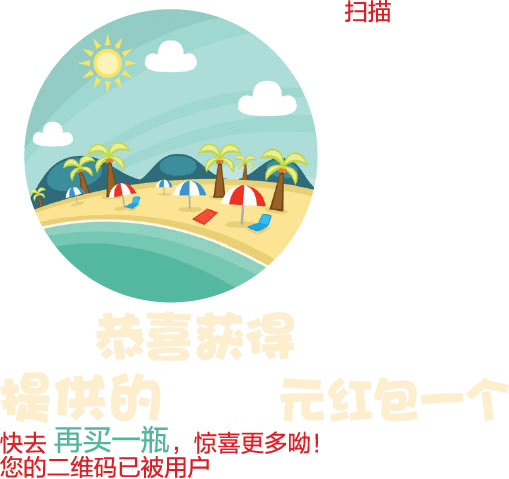 扫描
恭喜获得
提供的 元红包一个
快去 再买一瓶，惊喜更多呦！
您的二维码已被用户